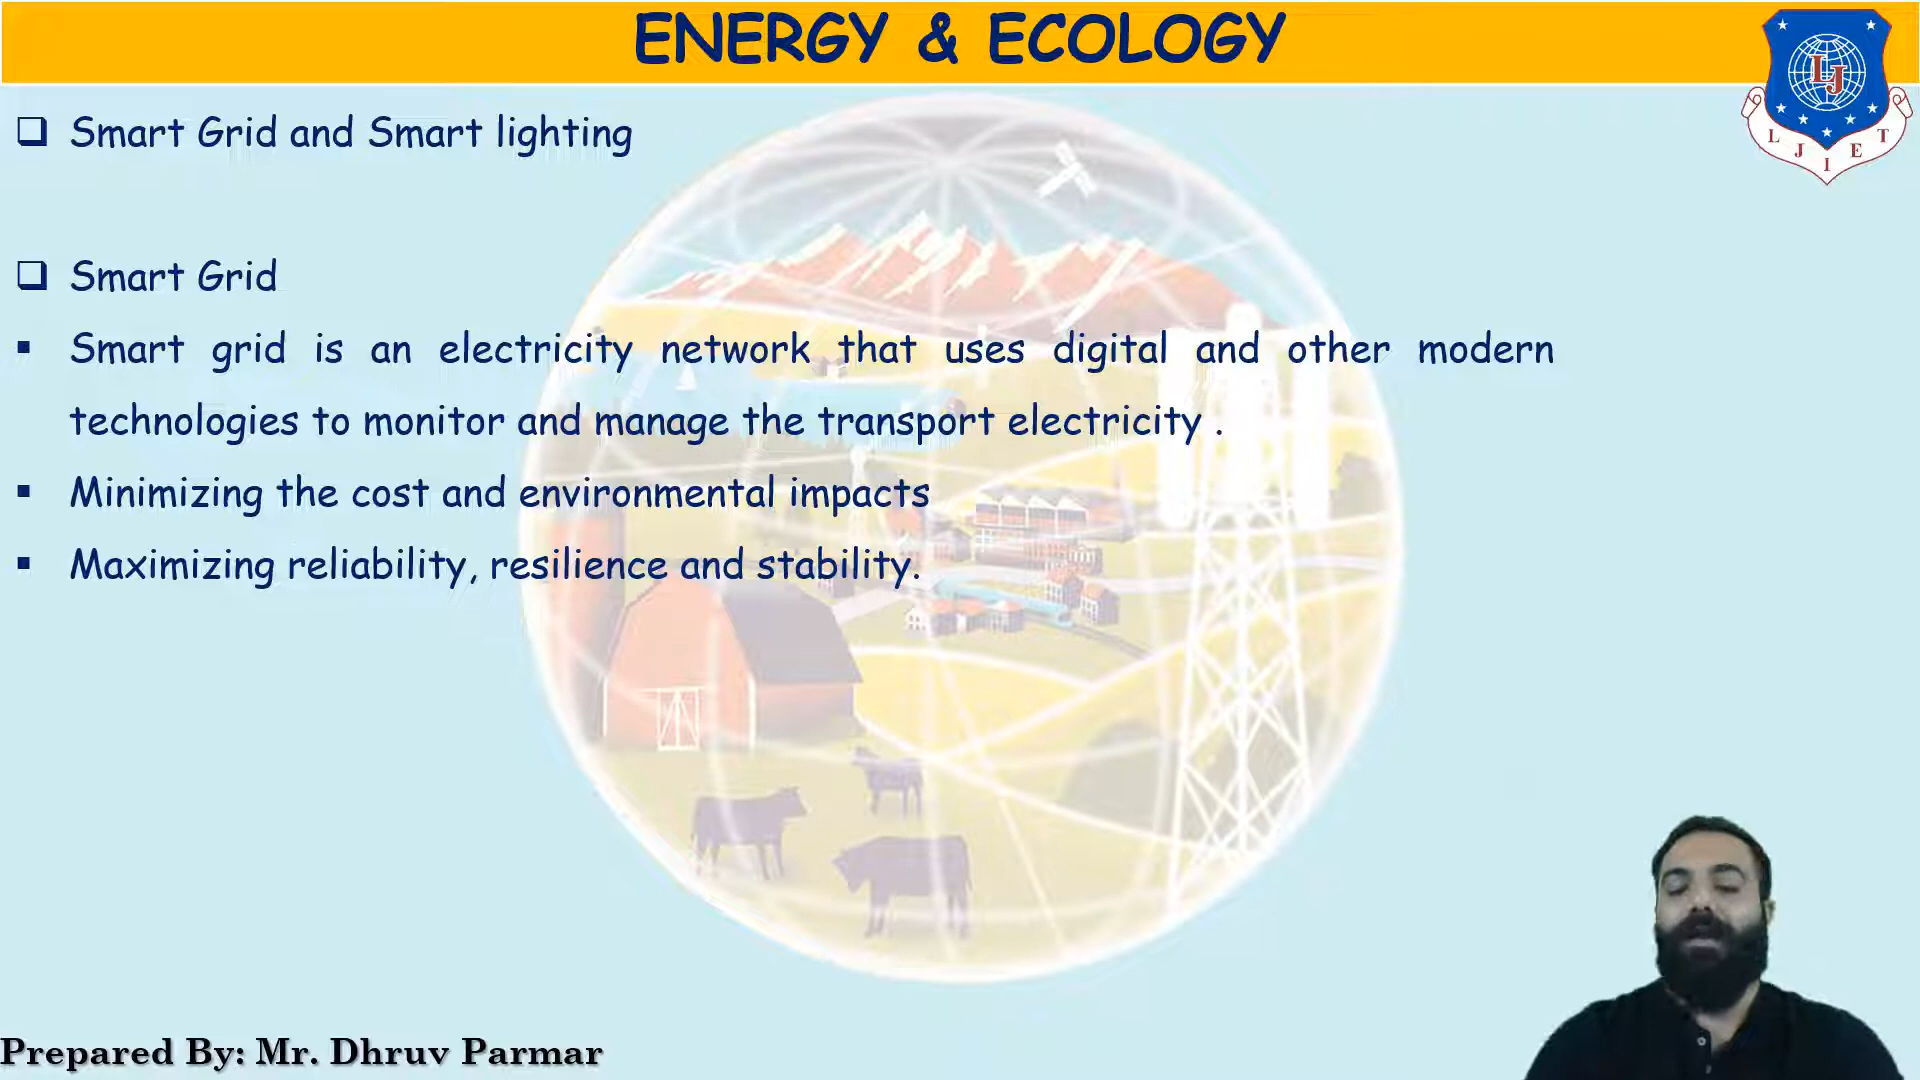 ENERGY & ECOLOGY
Smart Grid and Smart lighting
Smart Grid
Smart grid is an electricity network that uses digital and other modern
technologies to monitor and manage the transport electricity .
Minimizing the cost and environmental impacts
Maximizing reliability, resilience and stability.
LJ
L J I E T
Prepared By: Mr. Dhruv Parmar